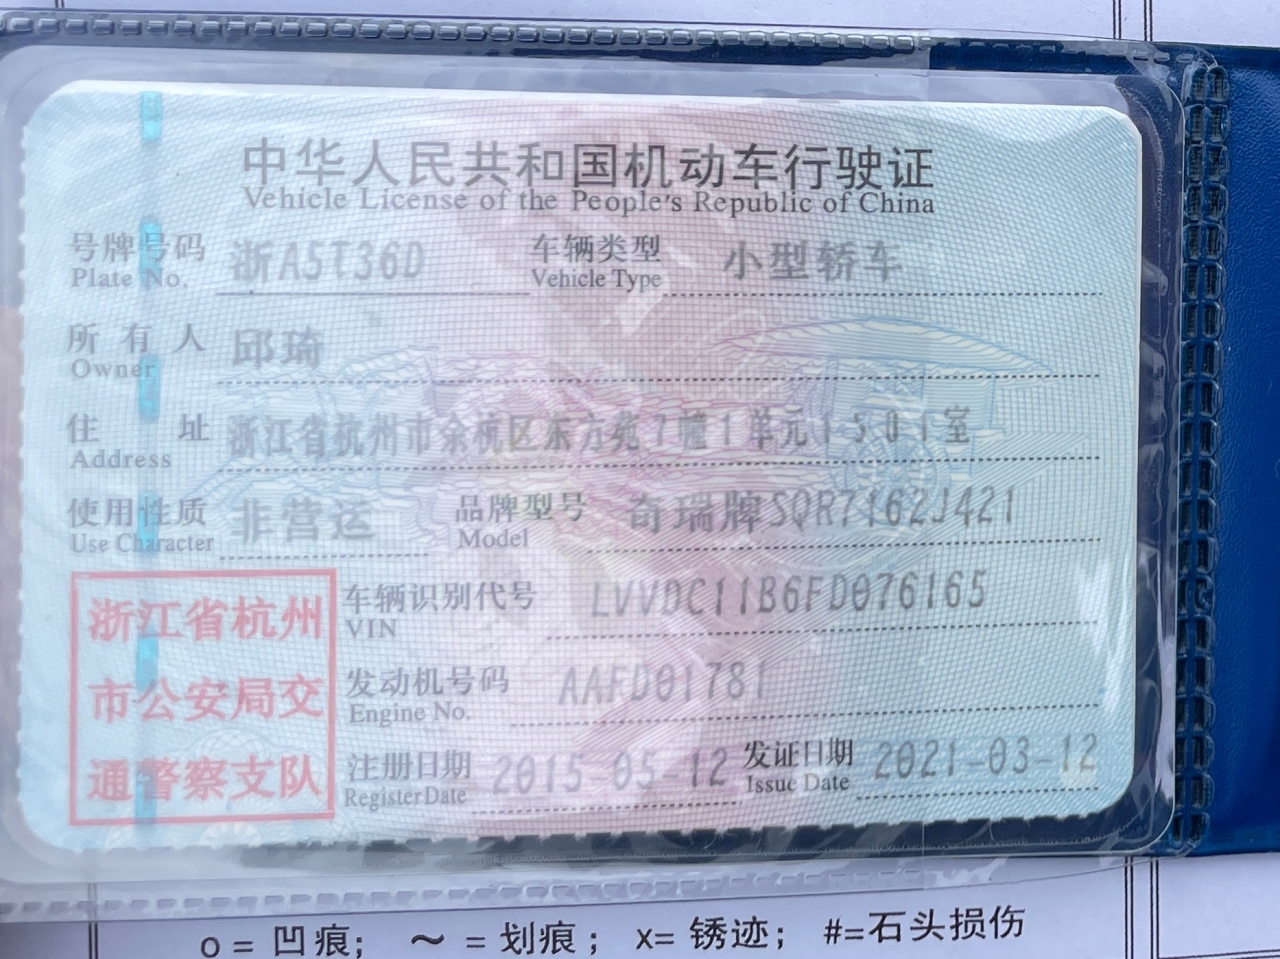 中华人民共和国机动车行驶证
Vehicle License of the People's Republic of China
号牌号码 浙A5T36D 车辆类型 小型轿车
Plate No. Vehicle Type
所有人 邱琦
Owner
住址 浙江省杭州市余杭区东方苑7幢1单元1501室
Address
使用性质 非营运 品牌型号 奇瑞牌SQR7162J421
Use Character Model
浙江省杭州
市公安局交
通警察支队
车辆识别代号 LVVDC11B6FD076165
VIN
发动机号码 AAFD01781
Engine No.
注册日期 2015-05-12 发证日期 2021-03-12
Register Date Issue Date
o = 凹痕; ～ = 划痕; x= 锈迹; #=石头损伤